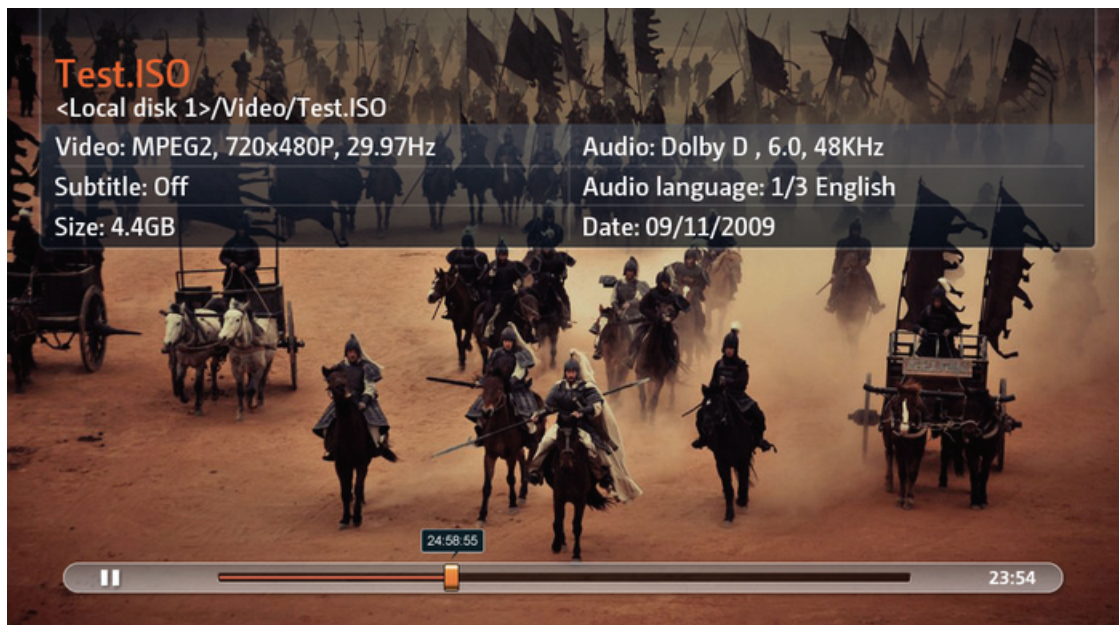 Test.ISO
<Local disk 1>/Video/Test.ISO
Video: MPEG2, 720x480P, 29.97Hz
Audio: Dolby D , 6.0, 48KHz
Subtitle: Off
Audio language: 1/3 English
Size: 4.4GB
Date: 09/11/2009
24:58:55
23:54